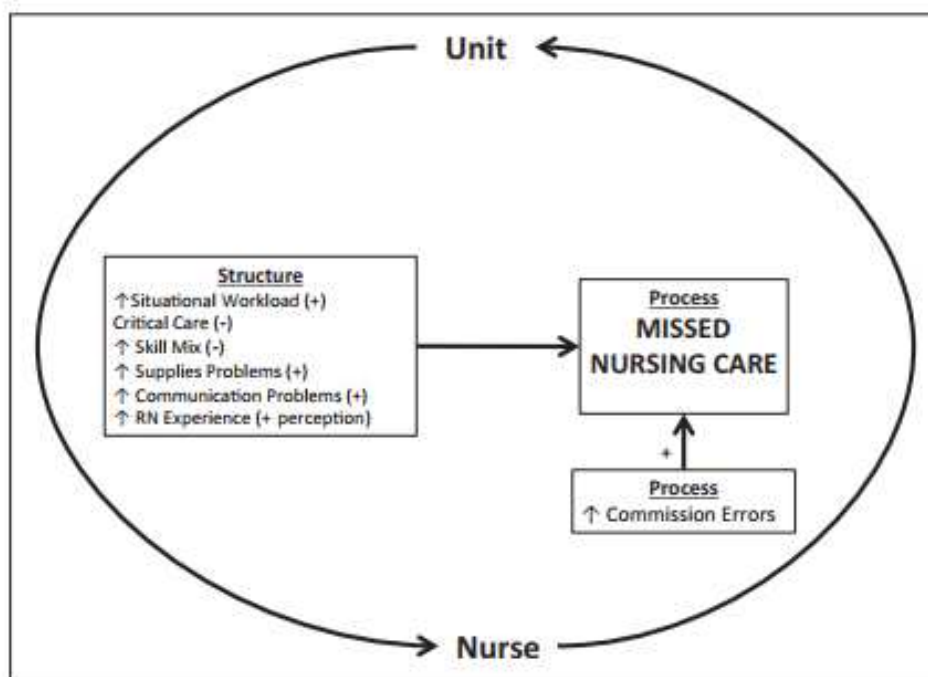 Unit
Structure
↑Situational Workload (+)
Critical Care (-)
↑ Skill Mix (-)
↑ Supplies Problems (+)
↑ Communication Problems (+)
↑ RN Experience (+ perception)
Process
MISSED
NURSING CARE
+
Process
↑ Commission Errors
Nurse